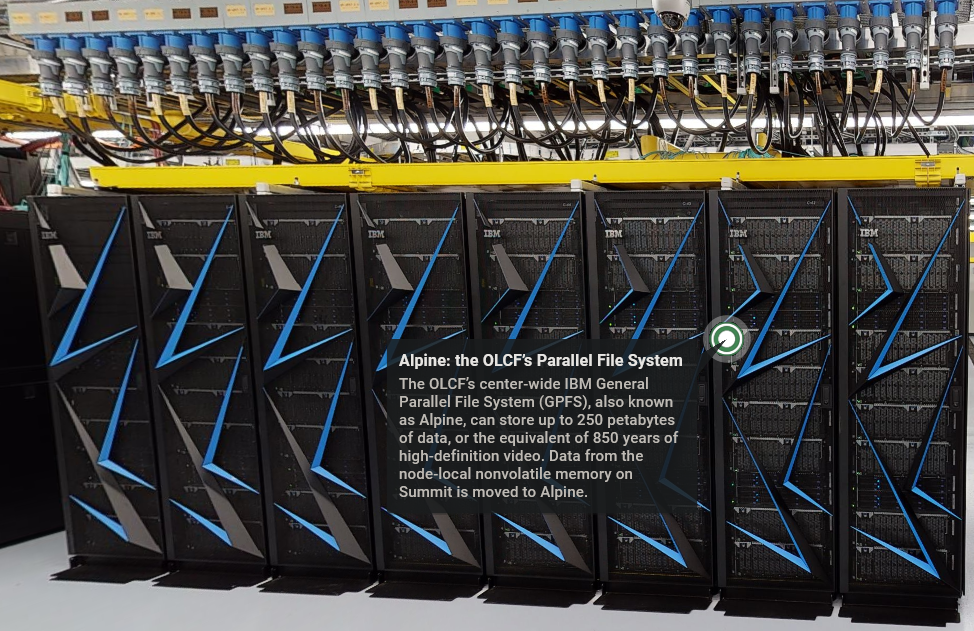 IBM
IBM
IBM
IBM
IBM
IBM
IBM
IBM
Alpine: the OLCF's Parallel File System
The OLCF's center-wide IBM General
Parallel File System (GPFS), also known
as Alpine, can store up to 250 petabytes
of data, or the equivalent of 850 years of
high-definition video. Data from the
node-local nonvolatile memory on
Summit is moved to Alpine.